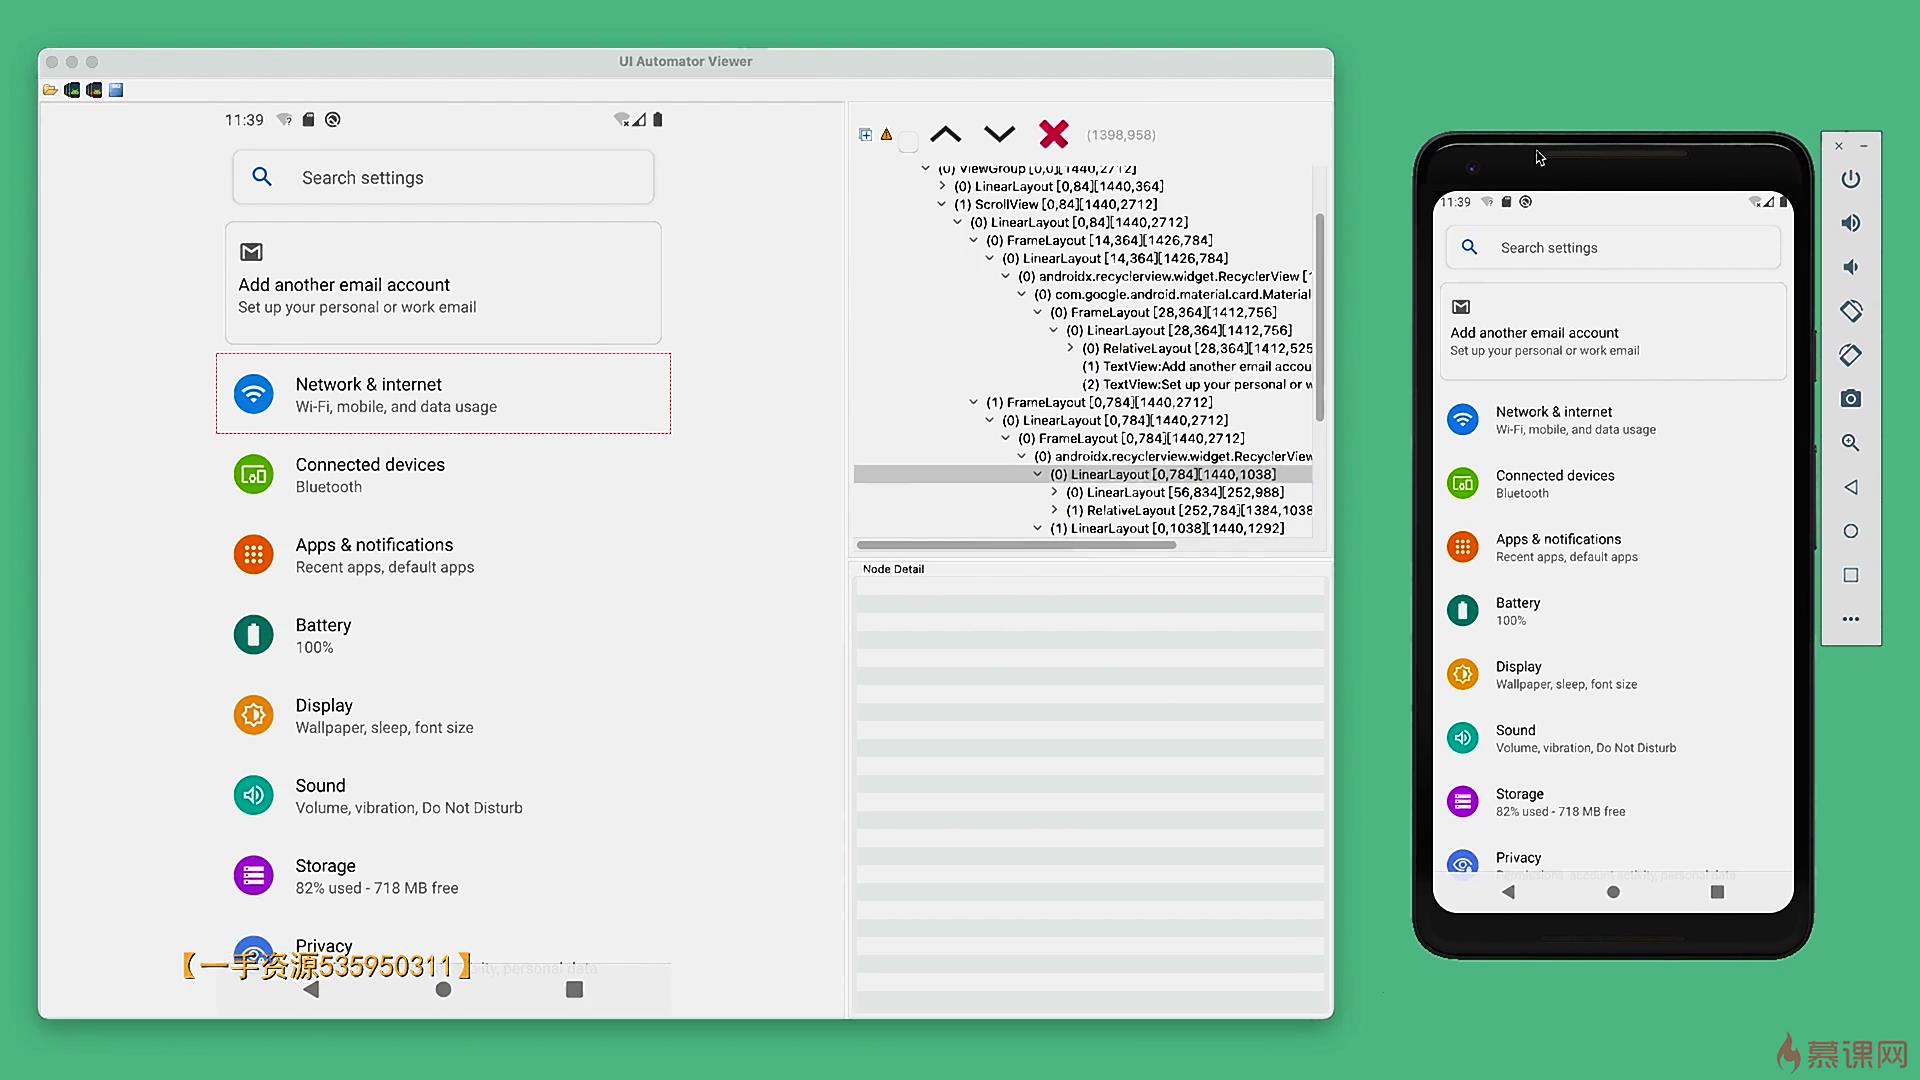 UI Automator Viewer
11:39
Search settings
Add another email account
Set up your personal or work email
Network & internet
Wi-Fi, mobile, and data usage
Connected devices
Bluetooth
Apps & notifications
Recent apps, default apps
Battery
100%
Display
Wallpaper, sleep, font size
Sound
Volume, vibration, Do Not Disturb
Storage
82% used - 718 MB free
Privacy
personal data
【一手资源535950311】
(1398,958)
(0) ViewGroup [0,0][1440,2712]
(0) LinearLayout [0,84][1440,364]
(1) ScrollView [0,84][1440,2712]
(0) LinearLayout [0,84][1440,2712]
(0) FrameLayout [14,364][1426,784]
(0) LinearLayout [14,364][1426,784]
(0) androidx.recyclerview.widget.RecyclerView [
(0) com.google.android.material.card.Material
(0) FrameLayout [28,364][1412,756]
(0) LinearLayout [28,364][1412,756]
(0) RelativeLayout [28,364][1412,525
(1) TextView:Add another email accou
(2) TextView:Set up your personal or w
(1) FrameLayout [0,784][1440,2712]
(0) LinearLayout [0,784][1440,2712]
(0) FrameLayout [0,784][1440,2712]
(0) androidx.recyclerview.widget.RecyclerView
(0) LinearLayout [0,784][1440,1038]
(0) LinearLayout [56,834][252,988]
(1) RelativeLayout [252,784][1384,1038
(1) LinearLayout [0,1038][1440,1292]
Node Detail
11:39
Search settings
Add another email account
Set up your personal or work email
Network & internet
Wi-Fi, mobile, and data usage
Connected devices
Bluetooth
Apps & notifications
Recent apps, default apps
Battery
100%
Display
Wallpaper, sleep, font size
Sound
Volume, vibration, Do Not Disturb
Storage
82% used - 718 MB free
Privacy
Permissions, account activity, personal data
慕课网